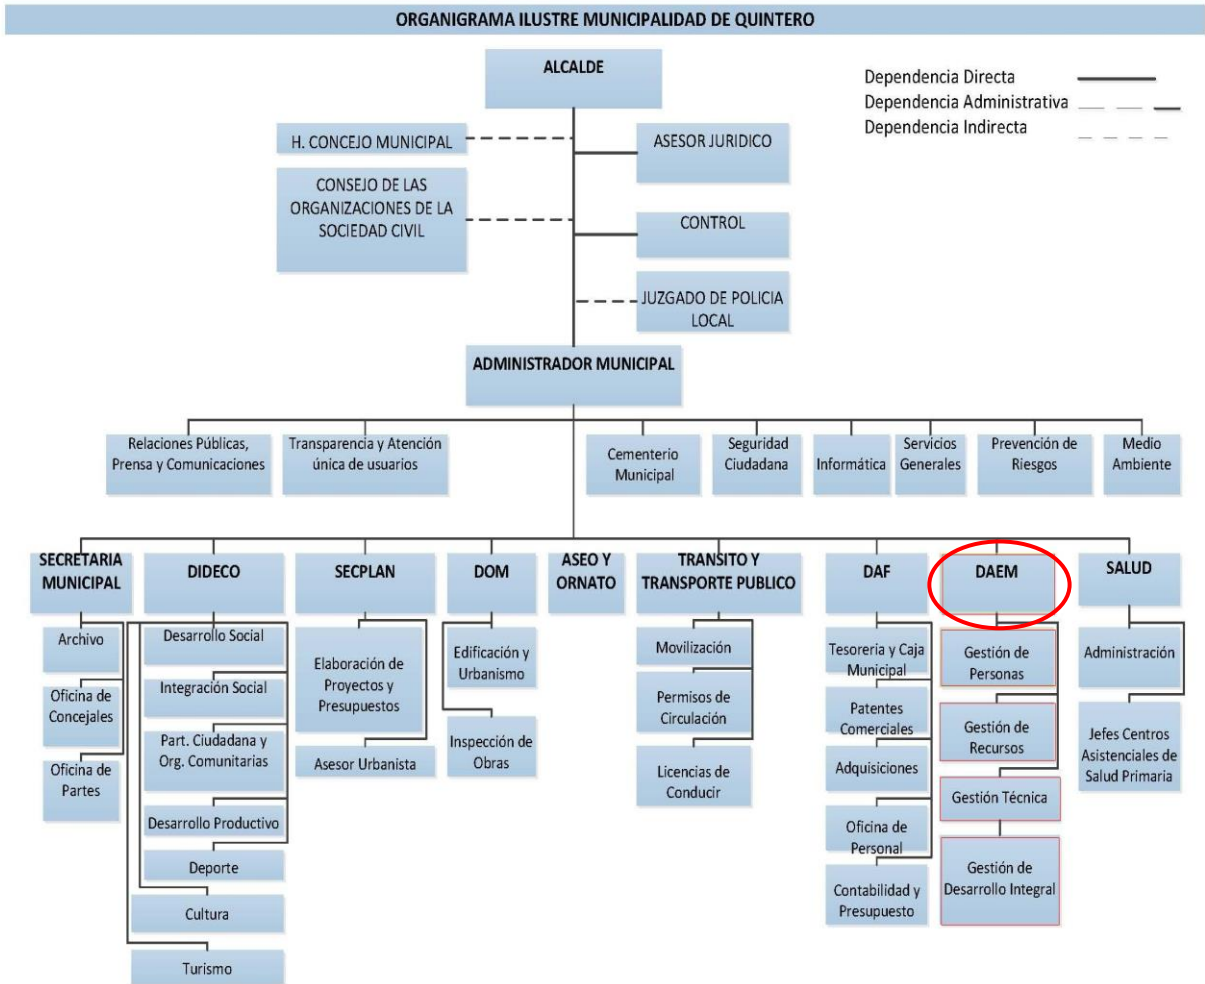 ORGANIGRAMA ILUSTRE MUNICIPALIDAD DE QUINTERO
ALCALDE
Dependencia Directa
Dependencia Administrativa
Dependencia Indirecta
H. CONCEJO MUNICIPAL
ASESOR JURIDICO
CONSEJO DE LAS
ORGANIZACIONES DE LA
SOCIEDAD CIVIL
CONTROL
JUZGADO DE POLICIA
LOCAL
ADMINISTRADOR MUNICIPAL
Relaciones Públicas,
Prensa y Comunicaciones
Transparencia y Atención
única de usuarios
Cementerio
Municipal
Seguridad
Ciudadana
Informática
Servicios
Generales
Prevención de
Riesgos
Medio
Ambiente
SECRETARIA
MUNICIPAL
Archivo
Oficina de
Concejales
Oficina de
Partes
DIDECO
Desarrollo Social
Integración Social
Part. Ciudadana y
Org. Comunitarias
Desarrollo Productivo
Deporte
Cultura
Turismo
SECPLAN
Elaboración de
Proyectos y
Presupuestos
Asesor Urbanista
DOM
Edificación y
Urbanismo
Inspección de
Obras
ASEO Y
ORNATO
TRANSITO Y
TRANSPORTE PUBLICO
Movilización
Permisos de
Circulación
Licencias de
Conducir
DAF
Tesoreria y Caja
Municipal
Patentes
Comerciales
Adquisiciones
Oficina de
Personal
Contabilidad y
Presupuesto
DAEM
Gestión de
Personas
Gestión de
Recursos
Gestión Técnica
Gestión de
Desarrollo Integral
SALUD
Administración
Jefes Centros
Asistenciales de
Salud Primaria